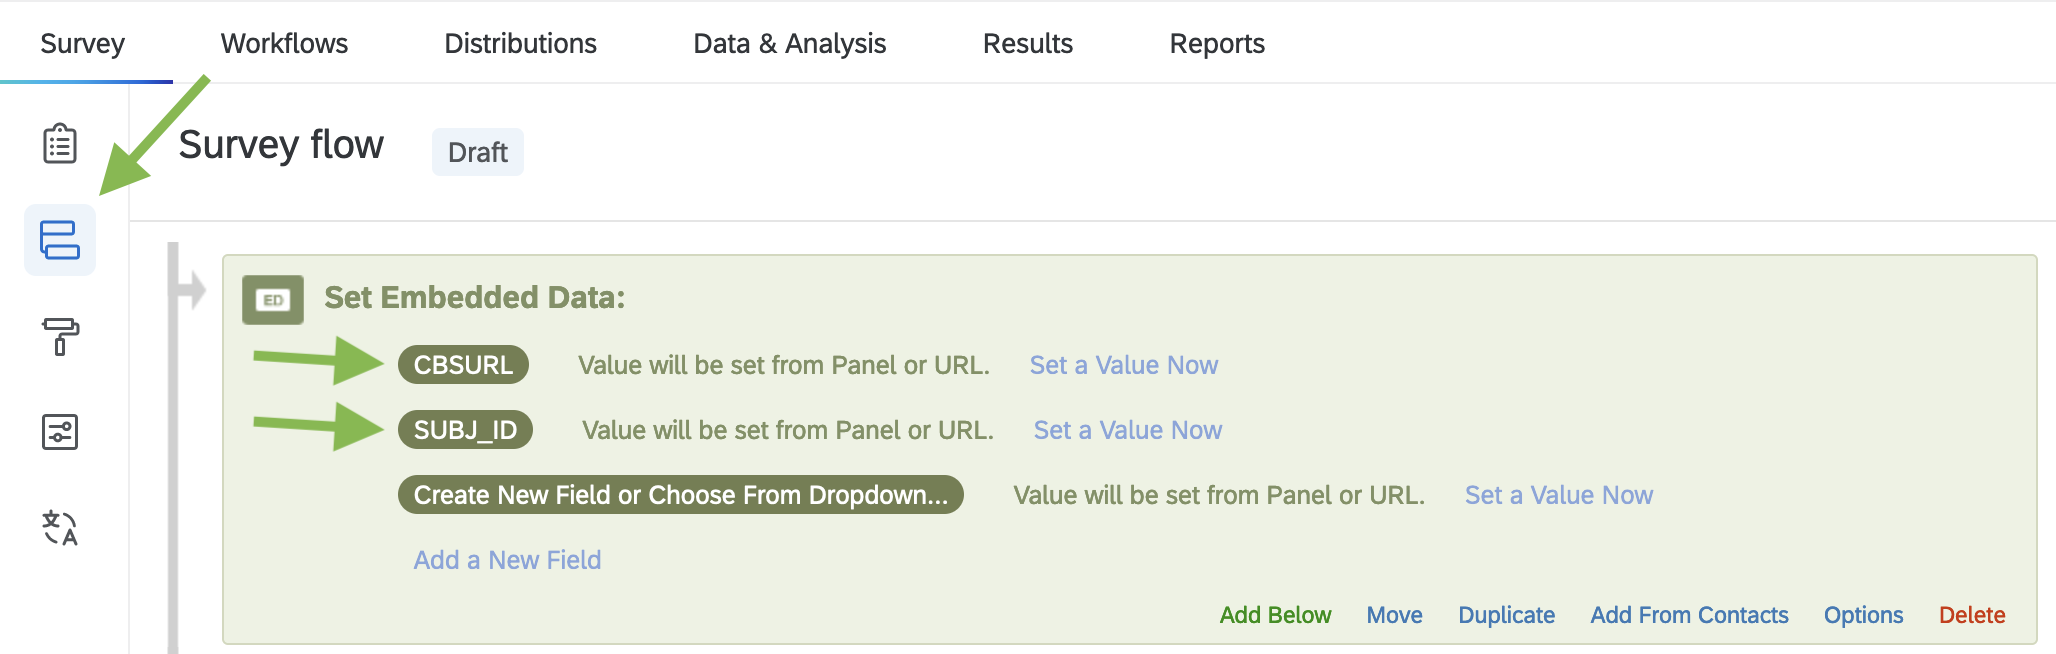 Survey Workflows Distributions Data & Analysis Results Reports
Survey flow Draft
ED Set Embedded Data:
CBSURL Value will be set from Panel or URL. Set a Value Now
SUBJ_ID Value will be set from Panel or URL. Set a Value Now
Create New Field or Choose From Dropdown... Value will be set from Panel or URL. Set a Value Now
Add a New Field
Add Below Move Duplicate Add From Contacts Options Delete
文A